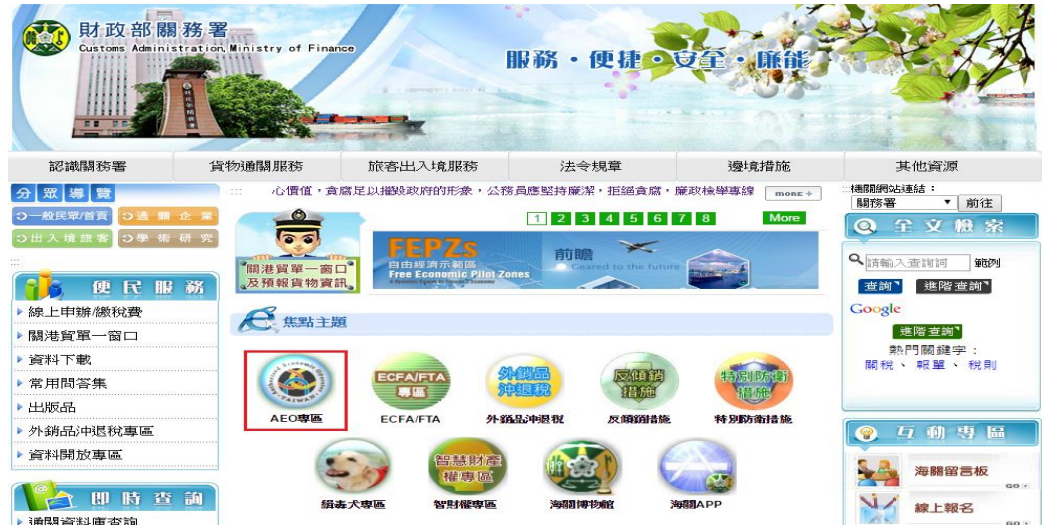 財政部關務署
Customs Administration, Ministry of Finance
服務・便捷・安全・廉能
認識關務署
貨物通關服務
旅客出入境服務
法令規章
邊境措施
其他資源
分眾導覽
一般民眾/首頁
通關企業
出入境旅客
學術研究
心價值，貪腐足以摧毀政府的形象，公務員應堅持廉潔，拒絕貪腐，廉政檢舉專線
more +
機關網站連結：
關務署
前往
1 2 3 4 5 6 7 8
More
關港貿單一窗口
及預報貨物資訊
FEPZs
自由經濟示範區
Free Economic Pilot Zones
前瞻
Geared to the future
全文檢索
請輸入查詢詞
範例
查詢
進階查詢
Google
進階查詢
熱門關鍵字：
關稅、報單、稅則
便民服務
線上申辦/繳稅費
關港貿單一窗口
資料下載
常用問答集
出版品
外銷品沖退稅專區
資料開放專區
即時查詢
通關資料庫查詢
焦點主題
AEO專區
ECFA/FTA
專區
ECFA/FTA
外銷品
沖退稅
外銷品沖退稅
反傾銷
措施
反傾銷措施
特別防衛
措施
特別防衛措施
緝毒犬專區
智慧財產
權專區
智財權專區
海關博物館
海關APP
互動專區
海關留言板
GO
線上報名
GO